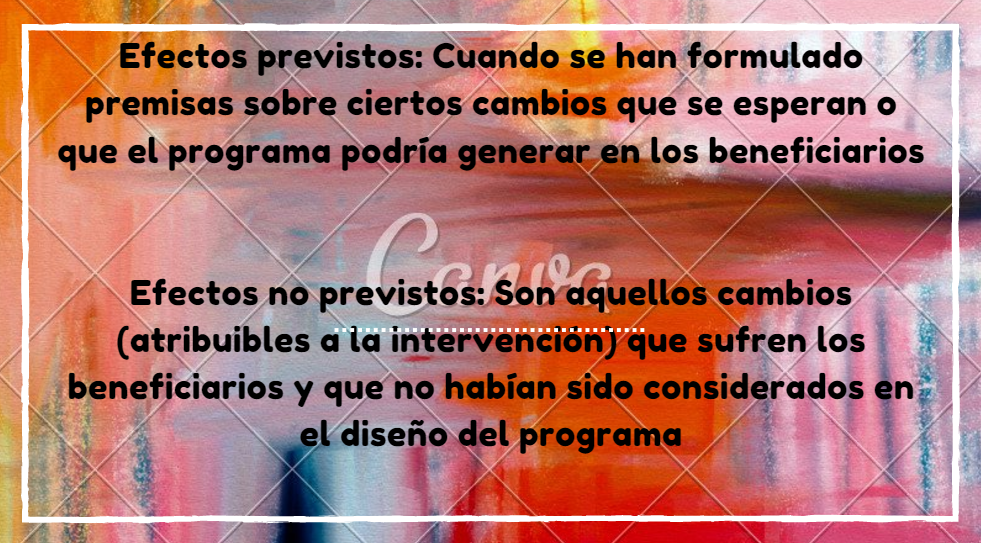 Efectos previstos: Cuando se han formulado
premisas sobre ciertos cambios que se esperan o
que el programa podría generar en los beneficiarios
Canva
Efectos no previstos: Son aquellos cambios
(atribuibles a la intervención) que sufren los
beneficiarios y que no habían sido considerados en
el diseño del programa